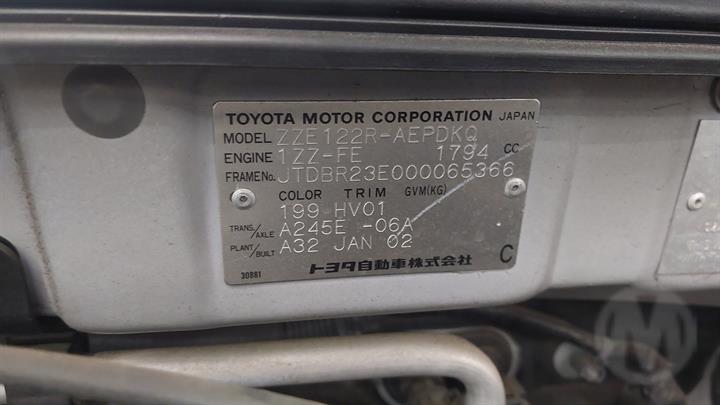 TOYOTA MOTOR CORPORATION JAPAN
MODEL ZZE122R-AEPDKQ
ENGINE 1ZZ-FE 1794 CC
FRAME No. JTDBR23E000065366
COLOR TRIM GVM(KG)
199 HV01
TRANS./AXLE A245E -06A
PLANT/BUILT A32 JAN 02
30881 トヨタ自動車株式会社 C
M